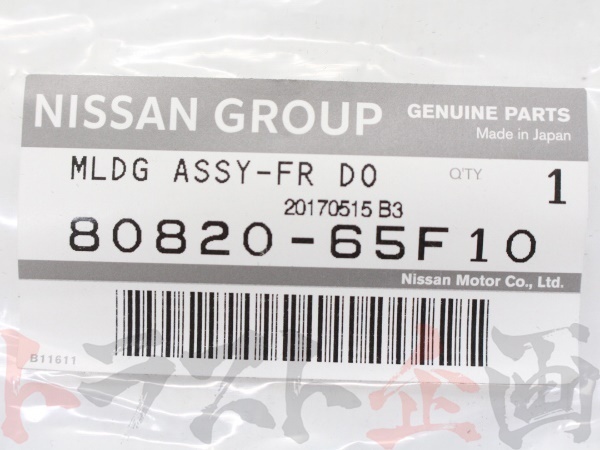 NISSAN GROUP
GENUINE PARTS
Made in Japan
MLDG ASSY-FR DO
Q'TY 1
20170515 B3
80820-65F10
Nissan Motor Co., Ltd.
B11611
トラスト企画